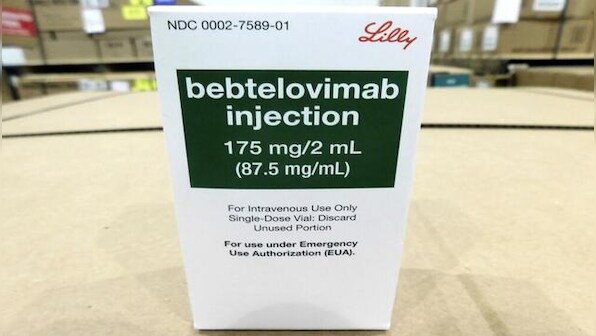 NDC 0002-7589-01
Lilly
bebtelovimab
injection
175 mg/2 mL
(87.5 mg/mL)
For Intravenous Use Only
Single-Dose Vial: Discard
Unused Portion
For use under Emergency
Use Authorization (EUA).